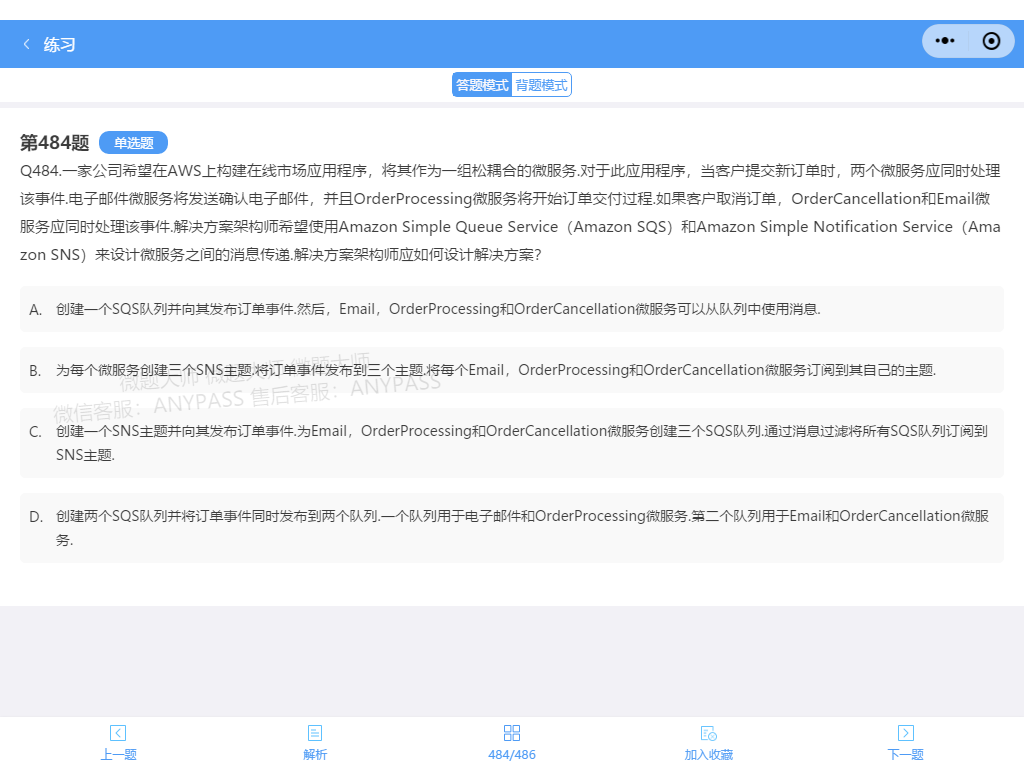 练习
答题模式 背题模式
第484题 单选题
Q484.一家公司希望在AWS上构建在线市场应用程序，将其作为一组松耦合的微服务.对于此应用程序，当客户提交新订单时，两个微服务应同时处理
该事件.电子邮件微服务将发送确认电子邮件，并且OrderProcessing微服务将开始订单交付过程.如果客户取消订单，OrderCancellation和Email微
服务应同时处理该事件.解决方案架构师希望使用Amazon Simple Queue Service（Amazon SQS）和Amazon Simple Notification Service（Ama
zon SNS）来设计微服务之间的消息传递.解决方案架构师应如何设计解决方案？
A. 创建一个SQS队列并向其发布订单事件.然后，Email，OrderProcessing和OrderCancellation微服务可以从队列中使用消息.
B. 为每个微服务创建三个SNS主题.将订单事件发布到三个主题.将每个Email，OrderProcessing和OrderCancellation微服务订阅到其自己的主题.
微题大师 微题大师 微题大师
微信客服：ANYPASS 售后客服：ANYPASS
C. 创建一个SNS主题并向其发布订单事件.为Email，OrderProcessing和OrderCancellation微服务创建三个SQS队列.通过消息过滤将所有SQS队列订阅到
SNS主题.
D. 创建两个SQS队列并将订单事件同时发布到两个队列.一个队列用于电子邮件和OrderProcessing微服务.第二个队列用于Email和OrderCancellation微服
务.
上一题 解析 484/486 加入收藏 下一题